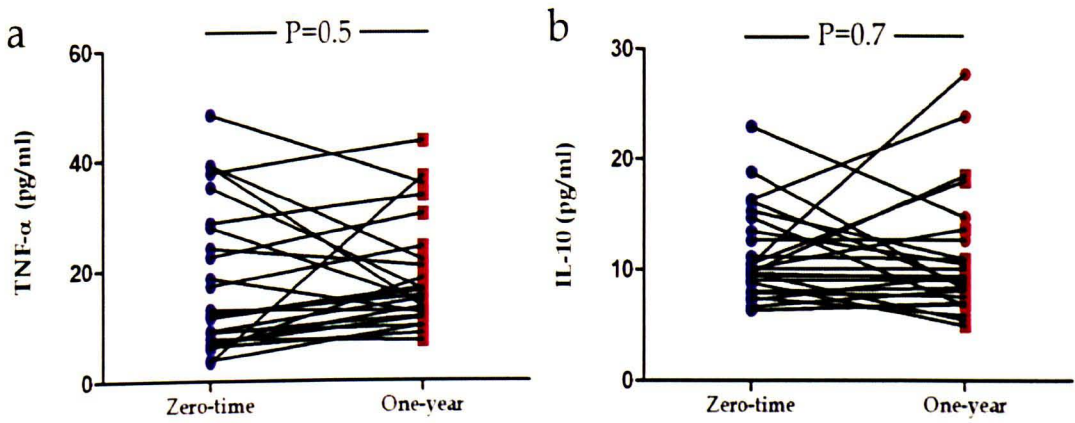 a
P=0.5
TNF-α (pg/ml)
60
40
20
0
Zero-time
One-year
b
P=0.7
IL-10 (pg/ml)
30
20
10
0
Zero-time
One-year